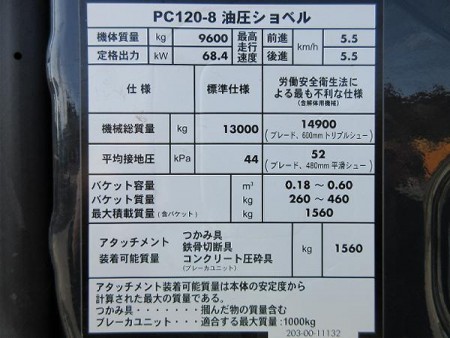 PC120-8 油圧ショベル
機体質量 kg 9600 最高走行速度 km/h 前進 5.5
定格出力 kW 68.4 後進 5.5
仕 様 標準仕様 労働安全衛生法
による最も不利な仕様
(含解体用機械)
機械総質量 kg 13000 14900
(ブレード、600mmトリプルシュー)
平均接地圧 kPa 44 52
(ブレード、480mm平滑シュー)
バケット容量 m³ 0.18 ～ 0.60
バケット質量 kg 260 ～ 460
最大積載質量 (含バケット) kg 1560
アタッチメント つかみ具
装着可能質量 鉄骨切断具 kg 1560
コンクリート圧砕具
(ブレーカユニット)
アタッチメント装着可能質量は本体の安定度から
計算された最大の質量である。
つかみ具・・・・・・・掴んだ物の質量含む
ブレーカユニット・・・適合する最大質量:1000kg
203-00-11132